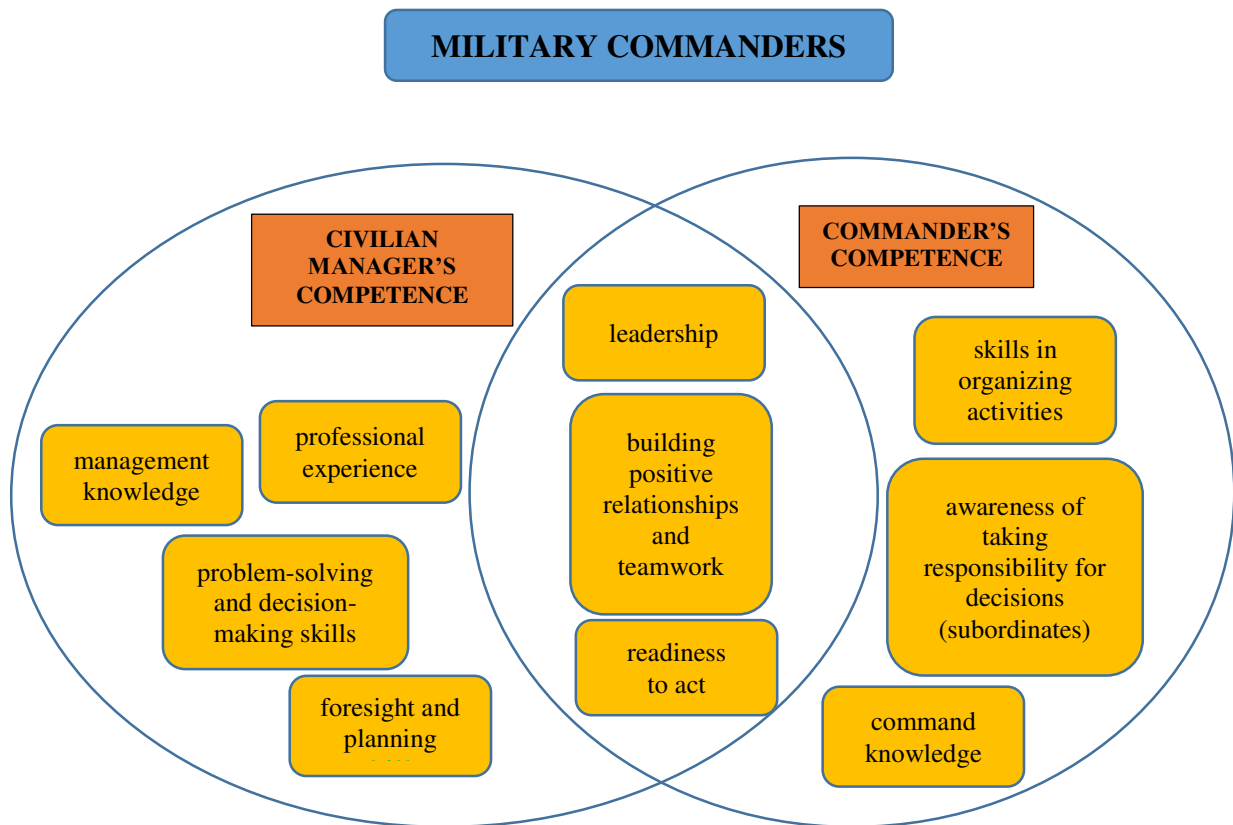 MILITARY COMMANDERS
CIVILIAN
MANAGER’S
COMPETENCE
COMMANDER’S
COMPETENCE
leadership
skills in
organizing
activities
professional
experience
management
knowledge
building
positive
relationships
and
teamwork
awareness of
taking
responsibility for
decisions
(subordinates)
problem-solving
and decision-
making skills
readiness
to act
foresight and
planning
command
knowledge